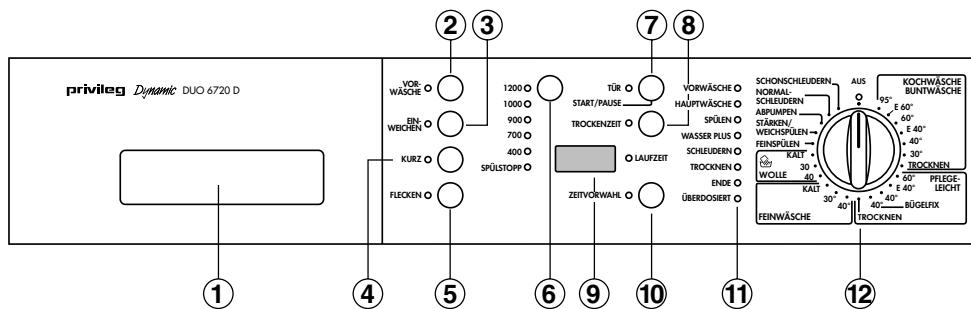 2 3 7 8
privileg Dynamic DUO 6720 D
VOR-
WÄSCHE
EIN-
WEICHEN
KURZ
FLECKEN
1200
1000
900
700
400
SPÜLSTOPP
TÜR
START/PAUSE
TROCKENZEIT
LAUFZEIT
ZEITVORWAHL
VORWÄSCHE
HAUPTWÄSCHE
SPÜLEN
WASSER PLUS
SCHLEUDERN
TROCKNEN
ENDE
ÜBERDOSIERT
SCHONSCHLEUDERN
NORMAL-
SCHLEUDERN
ABPUMPEN
STÄRKEN/
WEICHSPÜLEN
FEINSPÜLEN
KALT
30
40
WOLLE
KALT
30°
40°
FEINWÄSCHE
AUS
KOCHWÄSCHE
BUNTWÄSCHE
95°
E 60°
60°
E 40°
40°
30°
TROCKNEN
60°
E 40°
40°
40°
PFLEGE-
LEICHT
BÜGELFIX
TROCKNEN
1 4 5 6 9 10 11 12